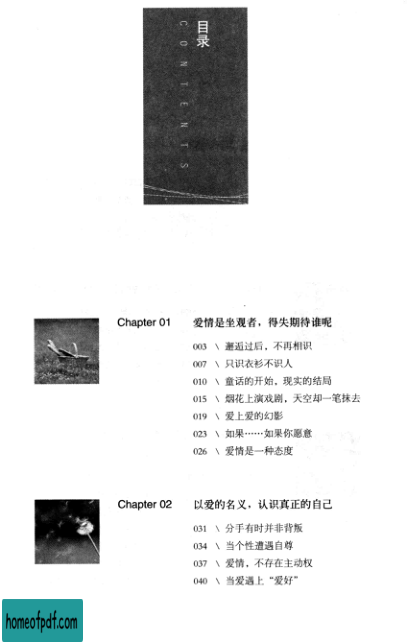 目录
CONTENTS
Chapter 01 爱情是坐观者，得失期待谁呢
003 \ 邂逅过后，不再相识
007 \ 只识衣衫不识人
010 \ 童话的开始，现实的结局
015 \ 烟花上演戏剧，天空却一笔抹去
019 \ 爱上爱的幻影
023 \ 如果……如果你愿意
026 \ 爱情是一种态度
Chapter 02 以爱的名义，认识真正的自己
031 \ 分手有时并非背叛
034 \ 当个性遭遇自尊
037 \ 爱情，不存在主动权
040 \ 当爱遇上“爱好”
homeofpdf.com